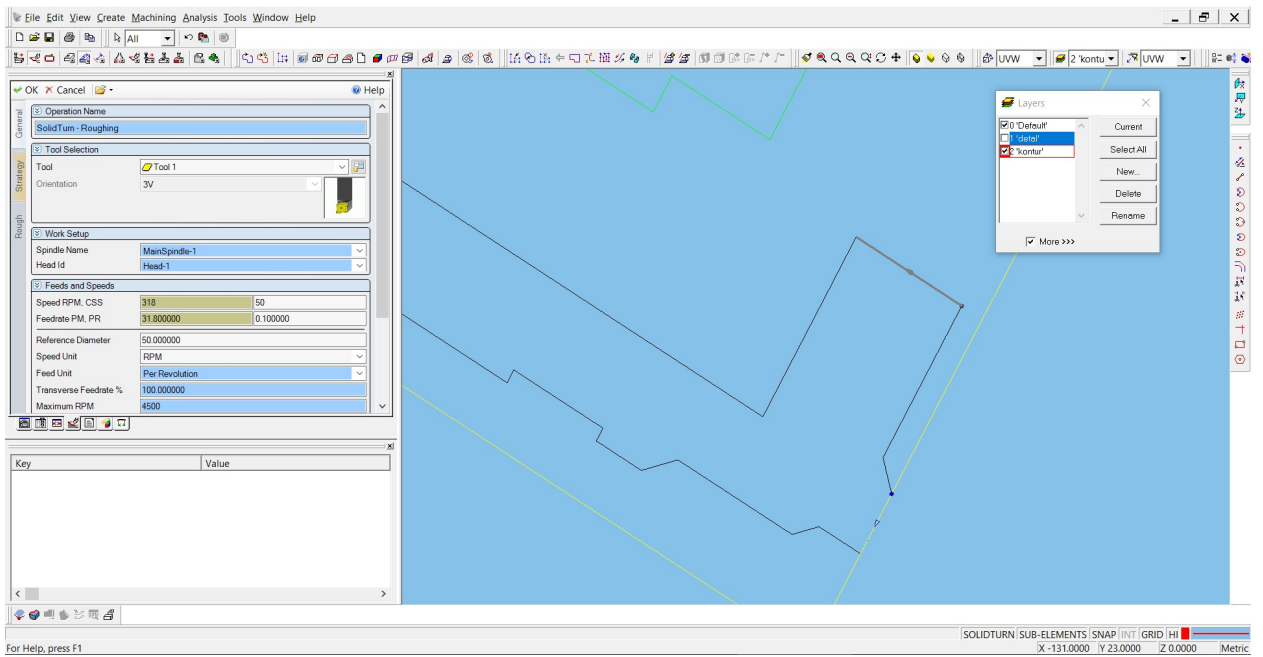 File Edit View Create Machining Analysis Tools Window Help
All
UVW
2 'kontu
UVW
OK Cancel Help
General
Strategy
Rough
Operation Name
SolidTurn - Roughing
Tool Selection
Tool Tool 1
Orientation 3V
Work Setup
Spindle Name MainSpindle-1
Head Id Head-1
Feeds and Speeds
Speed RPM, CSS 318 50
Feedrate PM, PR 31.800000 0.100000
Reference Diameter 50.000000
Speed Unit RPM
Feed Unit Per Revolution
Transverse Feedrate % 100.000000
Maximum RPM 4500
Key Value
Layers
0 'Default'
1 'detal'
2 'kontur'
Current
Select All
New...
Delete
Rename
More >>>
SOLIDTURN SUB-ELEMENTS SNAP INT GRID HI
For Help, press F1 X -131.0000 Y 23.0000 Z 0.0000 Metric